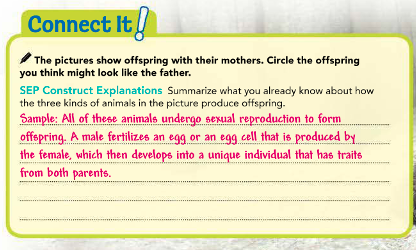 Connect It!
The pictures show offspring with their mothers. Circle the offspring
you think might look like the father.
SEP Construct Explanations Summarize what you already know about how
the three kinds of animals in the picture produce offspring.
Sample: All of these animals undergo sexual reproduction to form
offspring. A male fertilizes an egg or an egg cell that is produced by
the female, which then develops into a unique individual that has traits
from both parents.